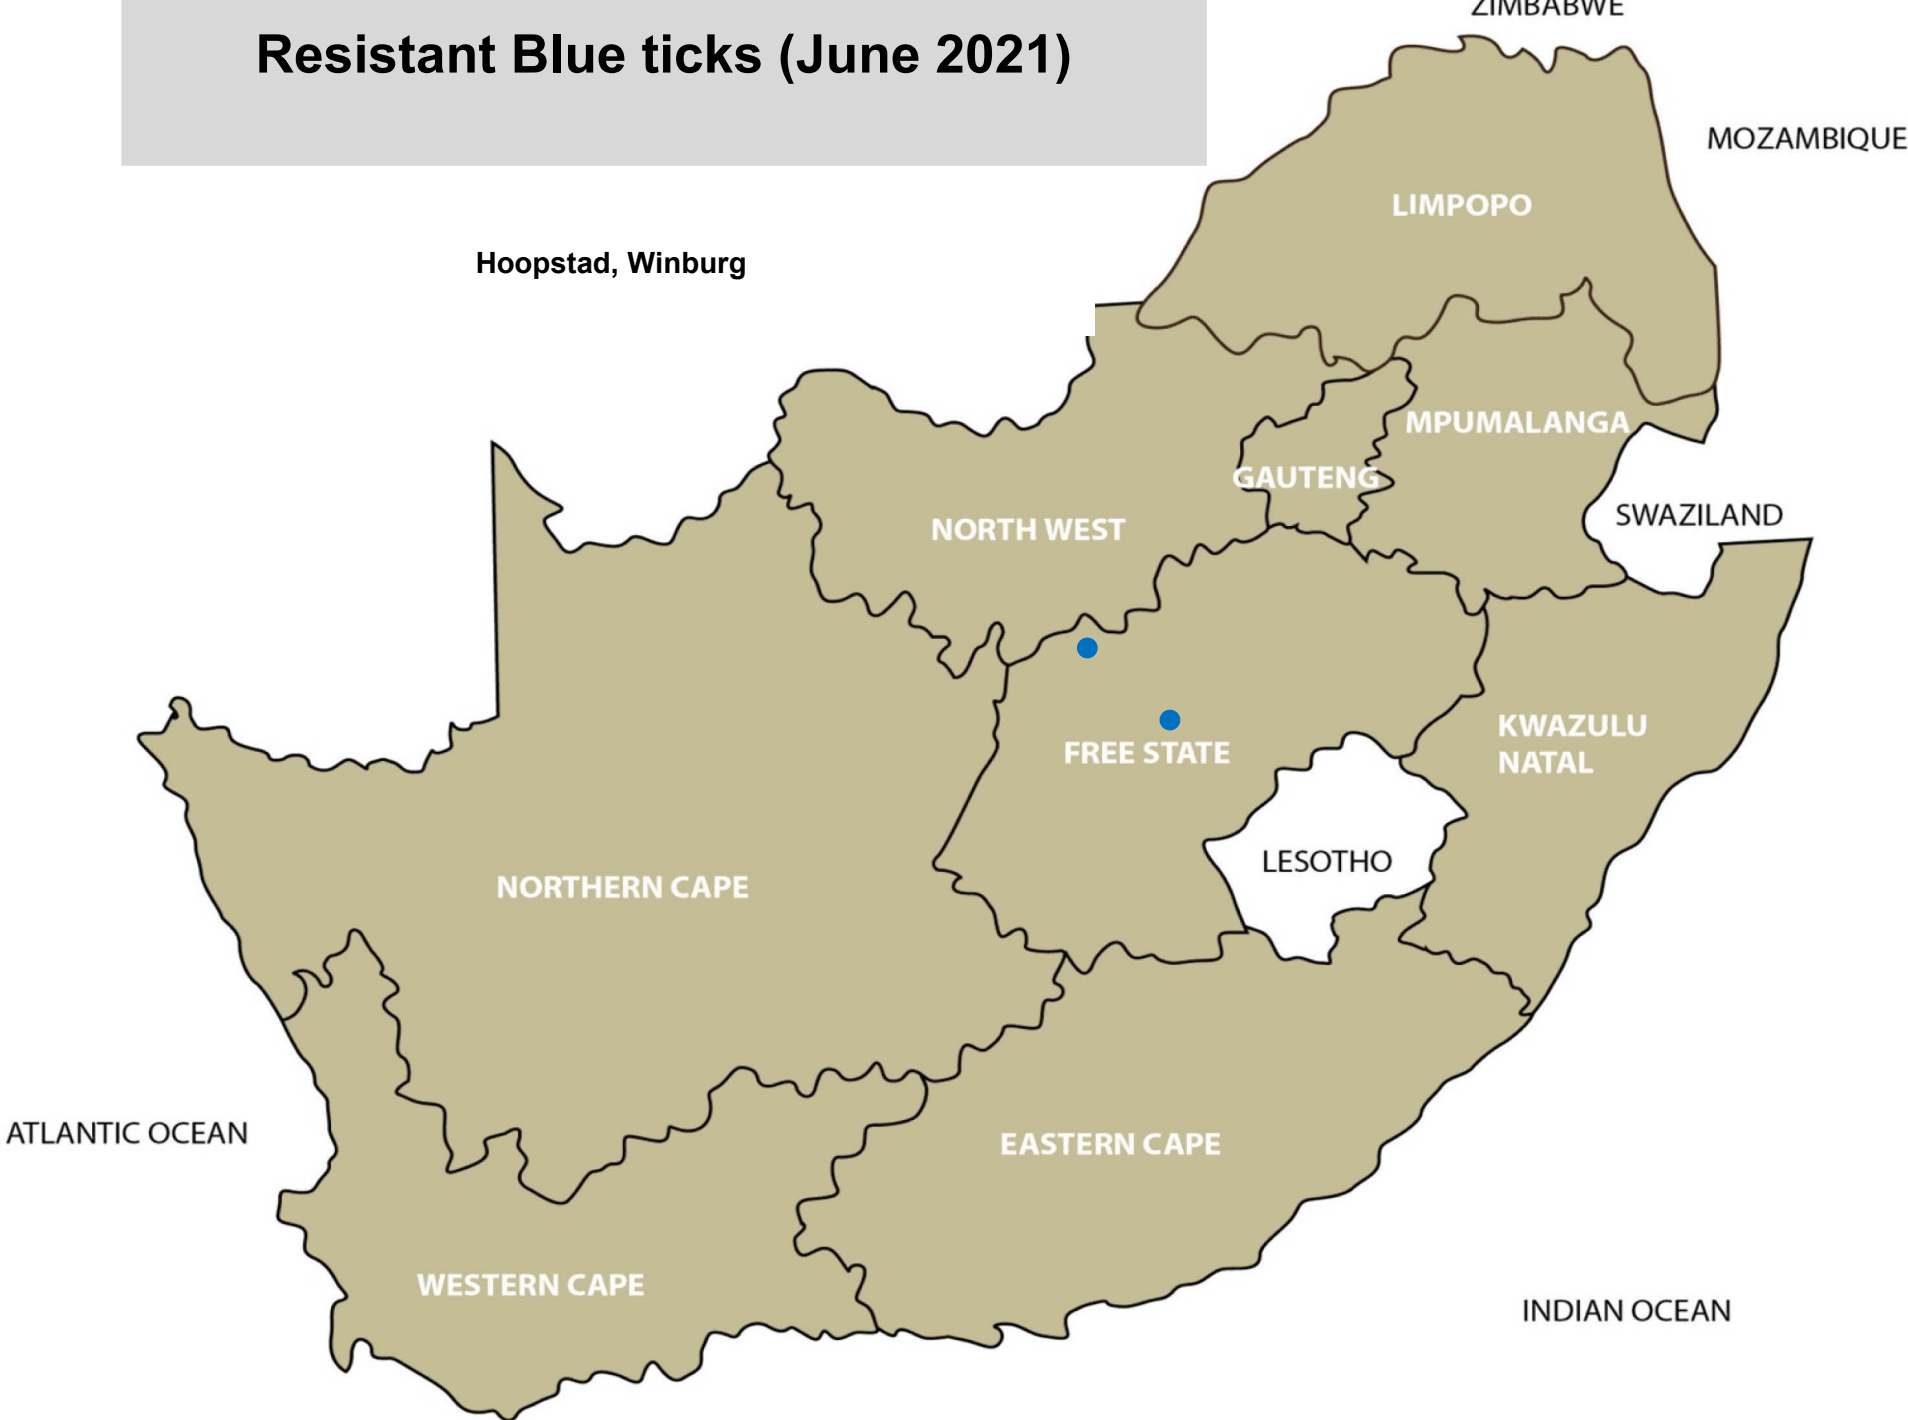 ZIMBABWE
Resistant Blue ticks (June 2021)
MOZAMBIQUE
LIMPOPO
Hoopstad, Winburg
MPUMALANGA
GAUTENG
SWAZILAND
NORTH WEST
KWAZULU
NATAL
FREE STATE
LESOTHO
NORTHERN CAPE
ATLANTIC OCEAN
EASTERN CAPE
WESTERN CAPE
INDIAN OCEAN